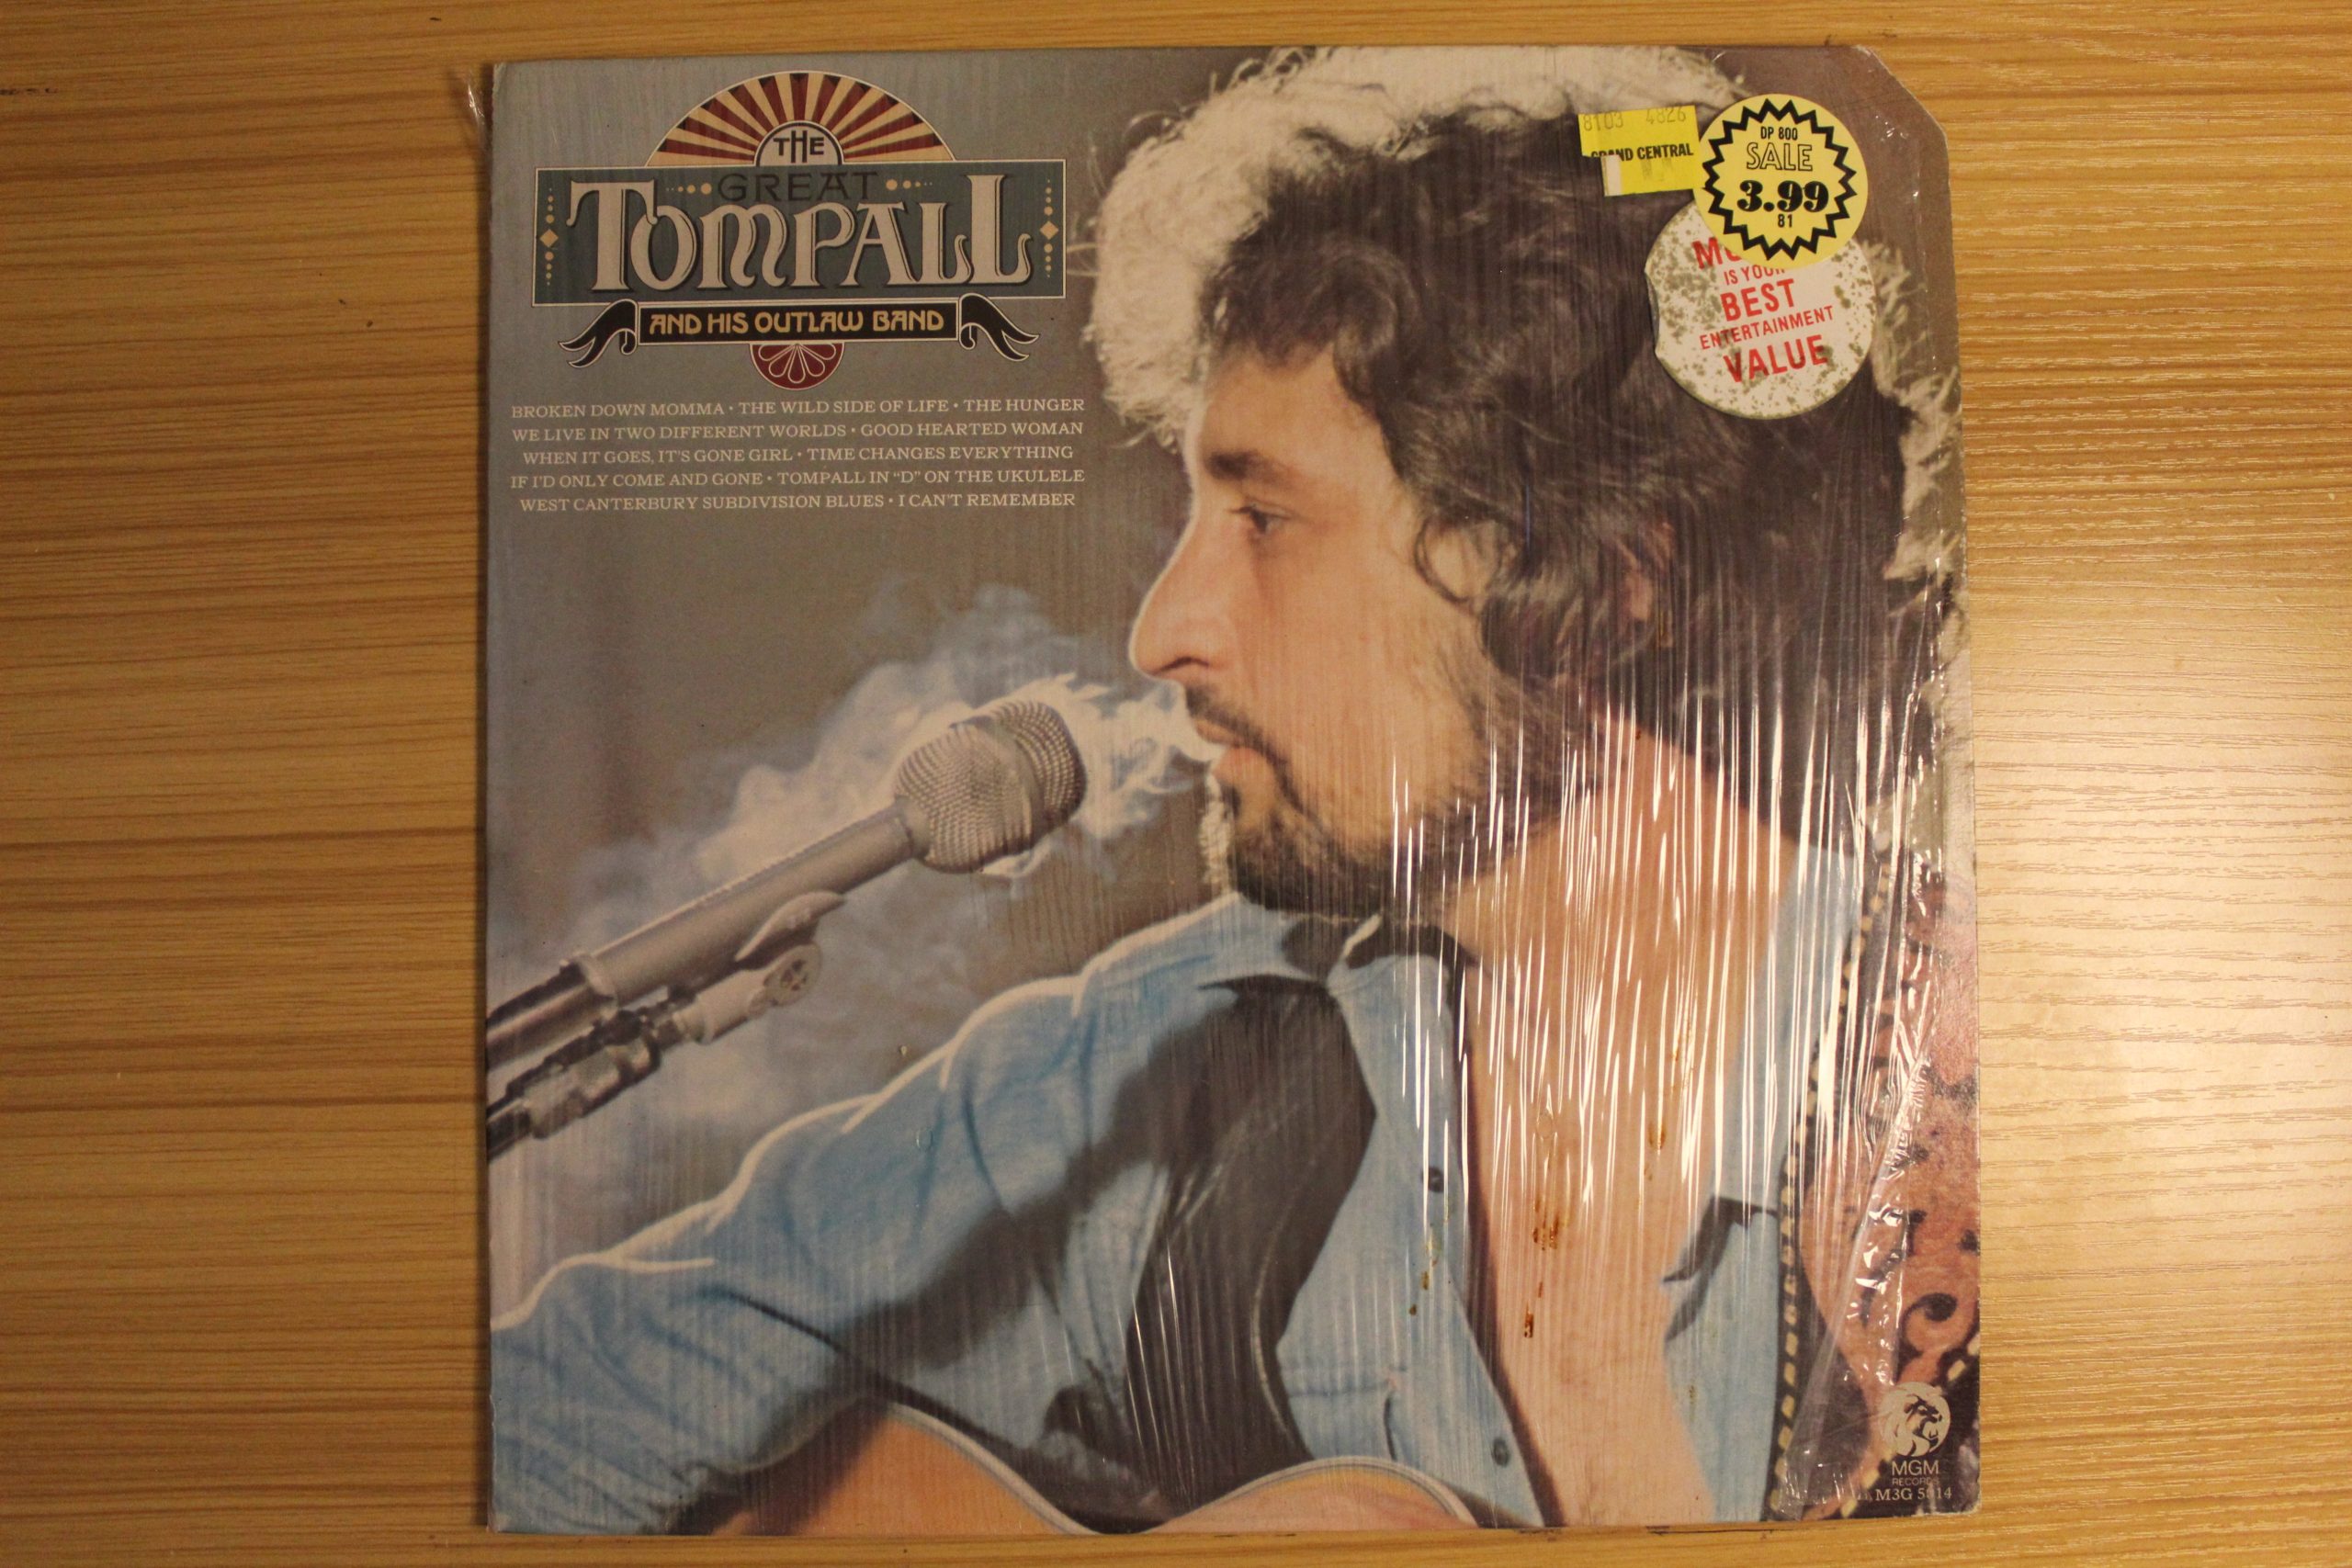 THE
GREAT
TOMPALL
AND HIS OUTLAW BAND
BROKEN DOWN MOMMA • THE WILD SIDE OF LIFE • THE HUNGER
WE LIVE IN TWO DIFFERENT WORLDS • GOOD HEARTED WOMAN
WHEN IT GOES, IT'S GONE GIRL • TIME CHANGES EVERYTHING
IF I'D ONLY COME AND GONE • TOMPALL IN “D” ON THE UKULELE
WEST CANTERBURY SUBDIVISION BLUES • I CAN'T REMEMBER
8103 4826
CENTRAL
DP 800
SALE
3.99
81
IS YOUR
BEST
ENTERTAINMENT
VALUE
MGM
RECORDS
M3G